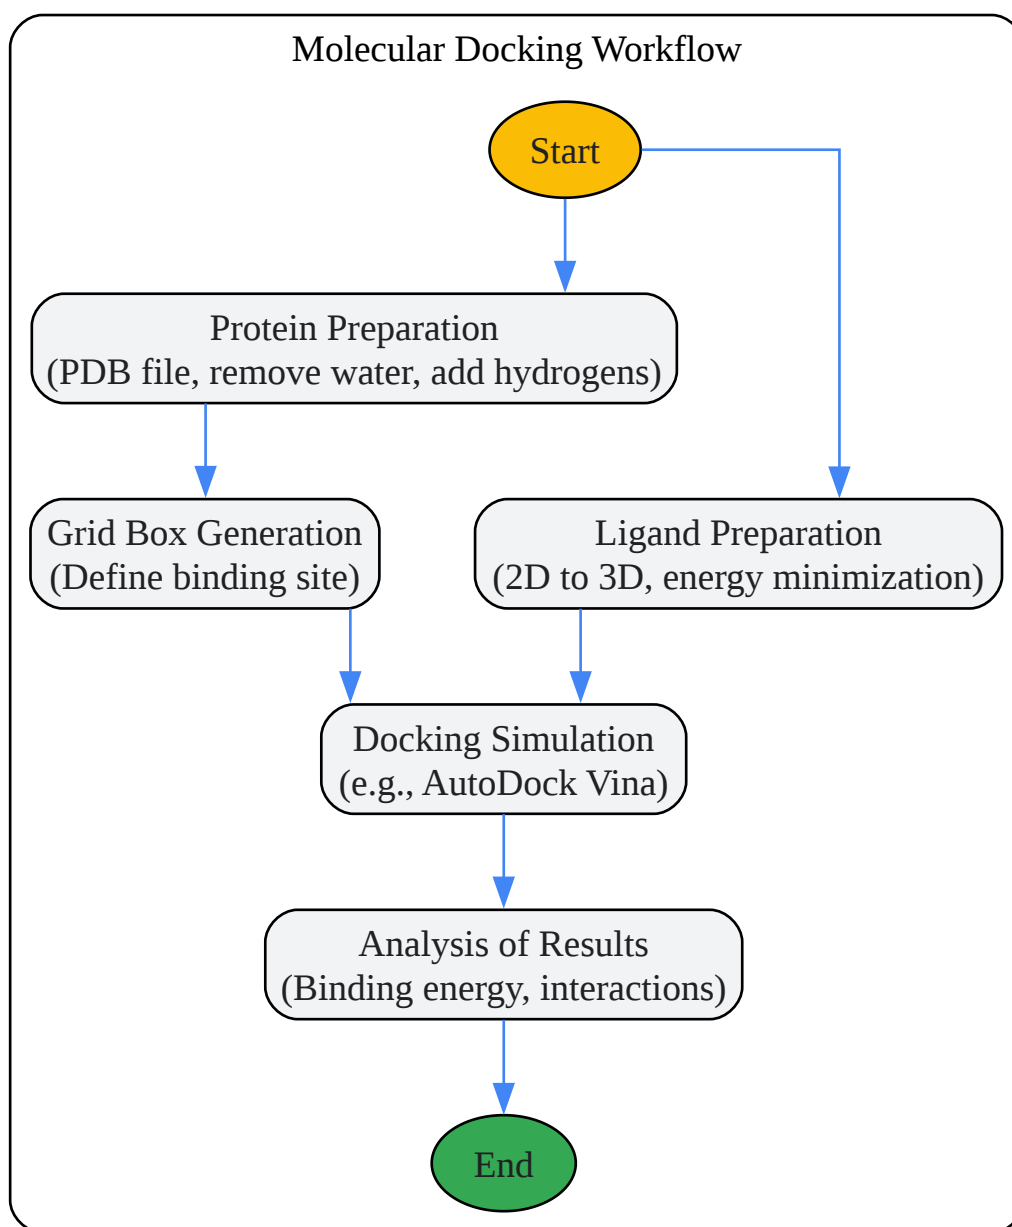 Molecular Docking Workflow
Start
Protein Preparation
(PDB file, remove water, add hydrogens)
Grid Box Generation
(Define binding site)
Ligand Preparation
(2D to 3D, energy minimization)
Docking Simulation
(e.g., AutoDock Vina)
Analysis of Results
(Binding energy, interactions)
End